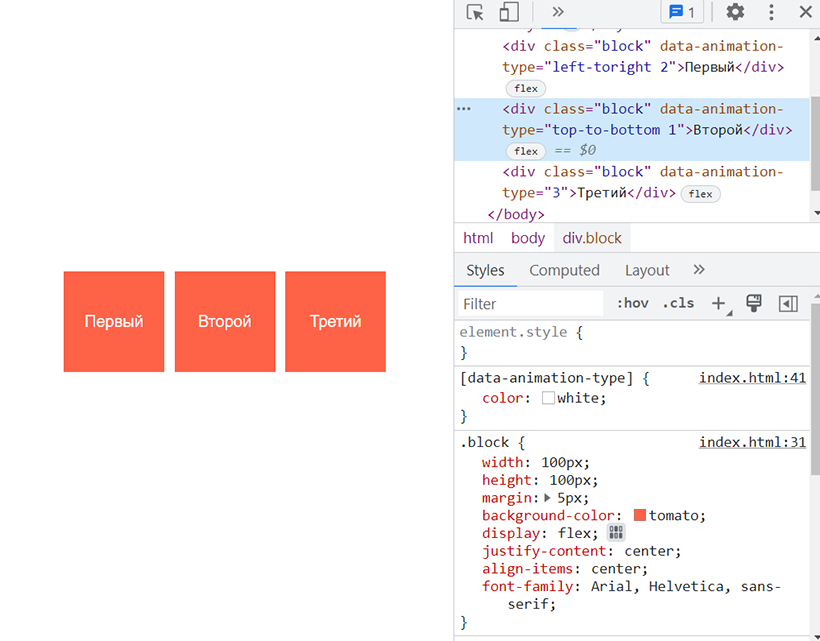 Первый
Второй
Третий
1
<div class="block" data-animation-
type="left-toright 2">Первый</div>
flex
<div class="block" data-animation-
type="top-to-bottom 1">Второй</div>
flex == $0
<div class="block" data-animation-
type="3">Третий</div> flex
</body>
html body div.block
Styles Computed Layout
Filter :hov .cls
element.style {
}
[data-animation-type] { index.html:41
color: white;
}
.block { index.html:31
width: 100px;
height: 100px;
margin: 5px;
background-color: tomato;
display: flex;
justify-content: center;
align-items: center;
font-family: Arial, Helvetica, sans-
serif;
}